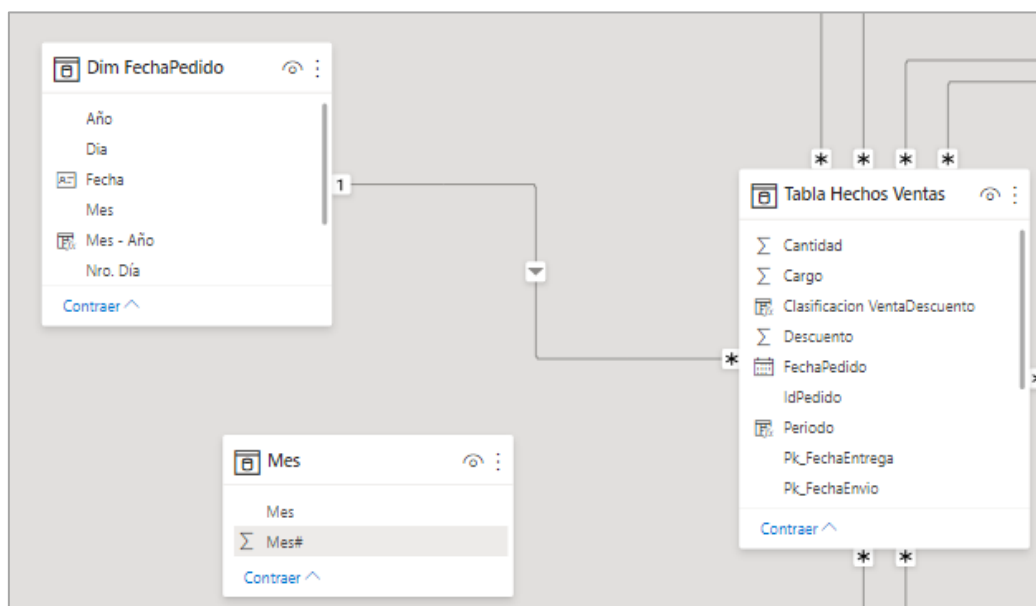 Dim FechaPedido
Año
Dia
Fecha
Mes
Mes - Año
Nro. Día
Contraer
1
*
* * * *
Tabla Hechos Ventas
Cantidad
Cargo
Clasificacion VentaDescuento
Descuento
FechaPedido
IdPedido
Periodo
Pk_FechaEntrega
Pk_FechaEnvio
Contraer
* *
Mes
Mes
Mes#
Contraer